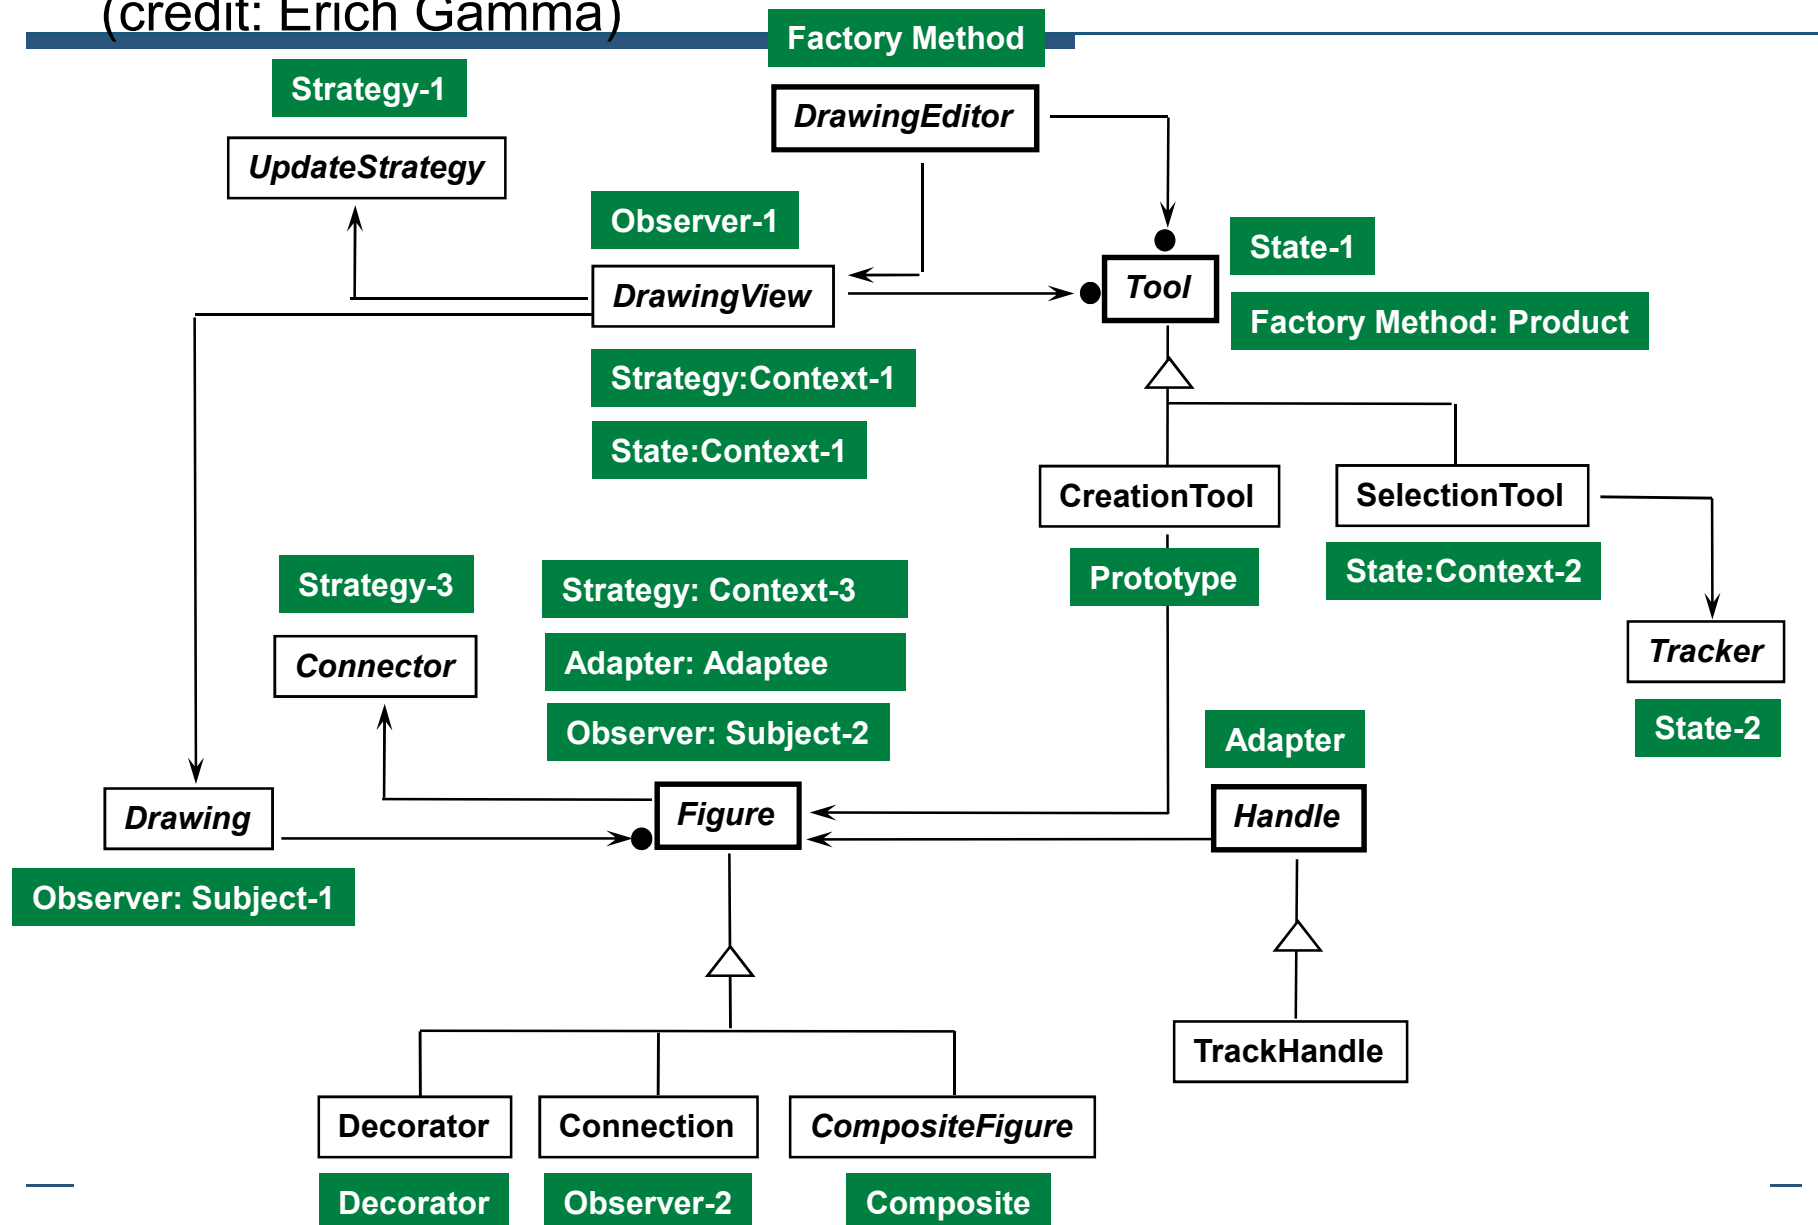 (credit: Erich Gamma)
Factory Method
Strategy-1
DrawingEditor
UpdateStrategy
Observer-1
State-1
DrawingView
Tool
Factory Method: Product
Strategy:Context-1
State:Context-1
CreationTool
SelectionTool
Strategy-3
Strategy: Context-3
Prototype
State:Context-2
Connector
Adapter: Adaptee
Tracker
Observer: Subject-2
Adapter
State-2
Drawing
Figure
Handle
Observer: Subject-1
TrackHandle
Decorator
Connection
CompositeFigure
Decorator
Observer-2
Composite